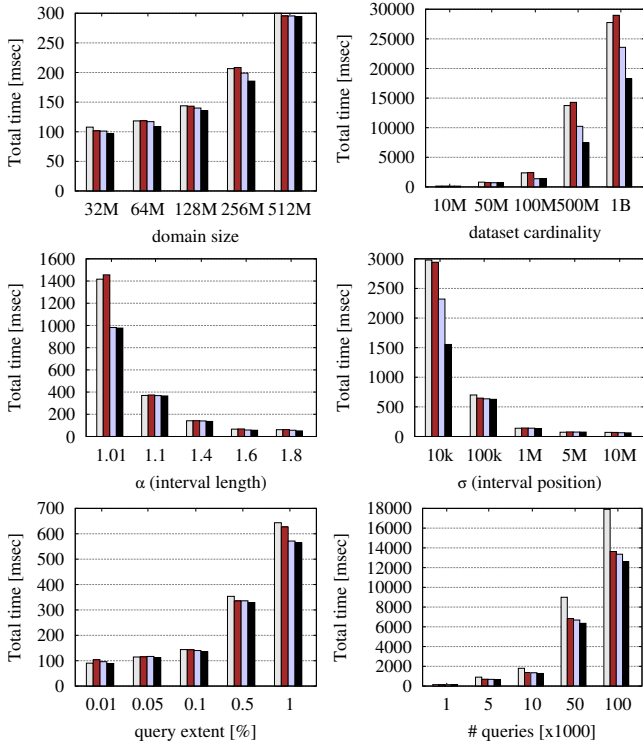 Total time [msec]
300
250
200
150
100
50
0
32M 64M 128M 256M 512M
domain size
Total time [msec]
30000
25000
20000
15000
10000
5000
0
10M 50M 100M 500M 1B
dataset cardinality
Total time [msec]
1600
1400
1200
1000
800
600
400
200
0
1.01 1.1 1.4 1.6 1.8
α (interval length)
Total time [msec]
3000
2500
2000
1500
1000
500
0
10k 100k 1M 5M 10M
σ (interval position)
Total time [msec]
700
600
500
400
300
200
100
0
0.01 0.05 0.1 0.5 1
query extent [%]
Total time [msec]
18000
16000
14000
12000
10000
8000
6000
4000
2000
0
1 5 10 50 100
# queries [x1000]